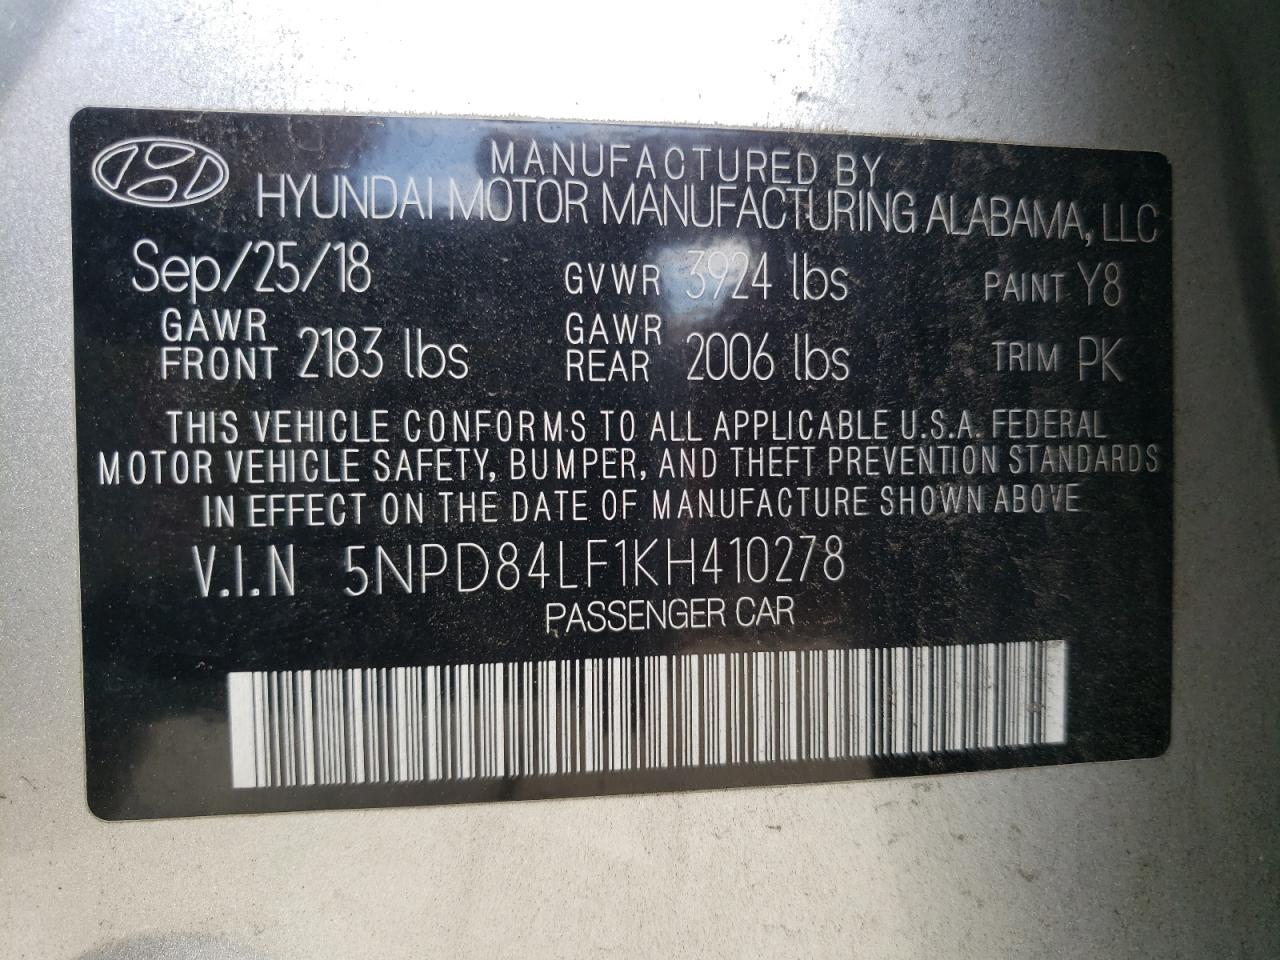 MANUFACTURED BY
HYUNDAI MOTOR MANUFACTURING ALABAMA, LLC
Sep/25/18 GVWR 3924 lbs PAINT Y8
GAWR FRONT 2183 lbs GAWR REAR 2006 lbs TRIM PK
THIS VEHICLE CONFORMS TO ALL APPLICABLE U.S.A. FEDERAL
MOTOR VEHICLE SAFETY, BUMPER, AND THEFT PREVENTION STANDARDS
IN EFFECT ON THE DATE OF MANUFACTURE SHOWN ABOVE
V.I.N 5NPD84LF1KH410278
PASSENGER CAR